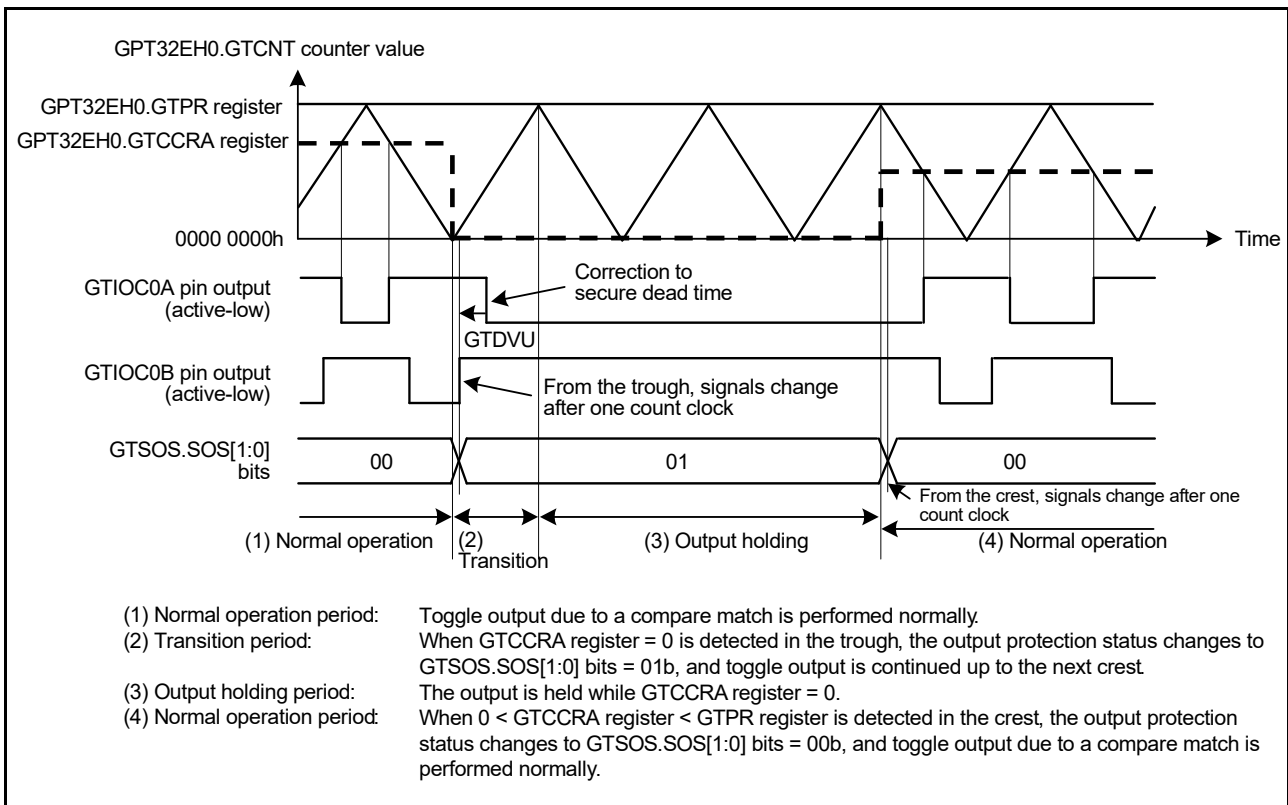 GPT32EH0.GTCNT counter value
GPT32EH0.GTPR register
GPT32EH0.GTCCRA register
0000 0000h
Time
GTIOC0A pin output
(active-low)
Correction to
secure dead time
GTDVU
GTIOC0B pin output
(active-low)
From the trough, signals change
after one count clock
GTSOS.SOS[1:0]
bits
00
01
00
From the crest, signals change after one
count clock
(1) Normal operation
(2)
Transition
(3) Output holding
(4) Normal operation
(1) Normal operation period: Toggle output due to a compare match is performed normally.
(2) Transition period: When GTCCRA register = 0 is detected in the trough, the output protection status changes to
GTSOS.SOS[1:0] bits = 01b, and toggle output is continued up to the next crest.
(3) Output holding period: The output is held while GTCCRA register = 0.
(4) Normal operation period: When 0 < GTCCRA register < GTPR register is detected in the crest, the output protection
status changes to GTSOS.SOS[1:0] bits = 00b, and toggle output due to a compare match is
performed normally.